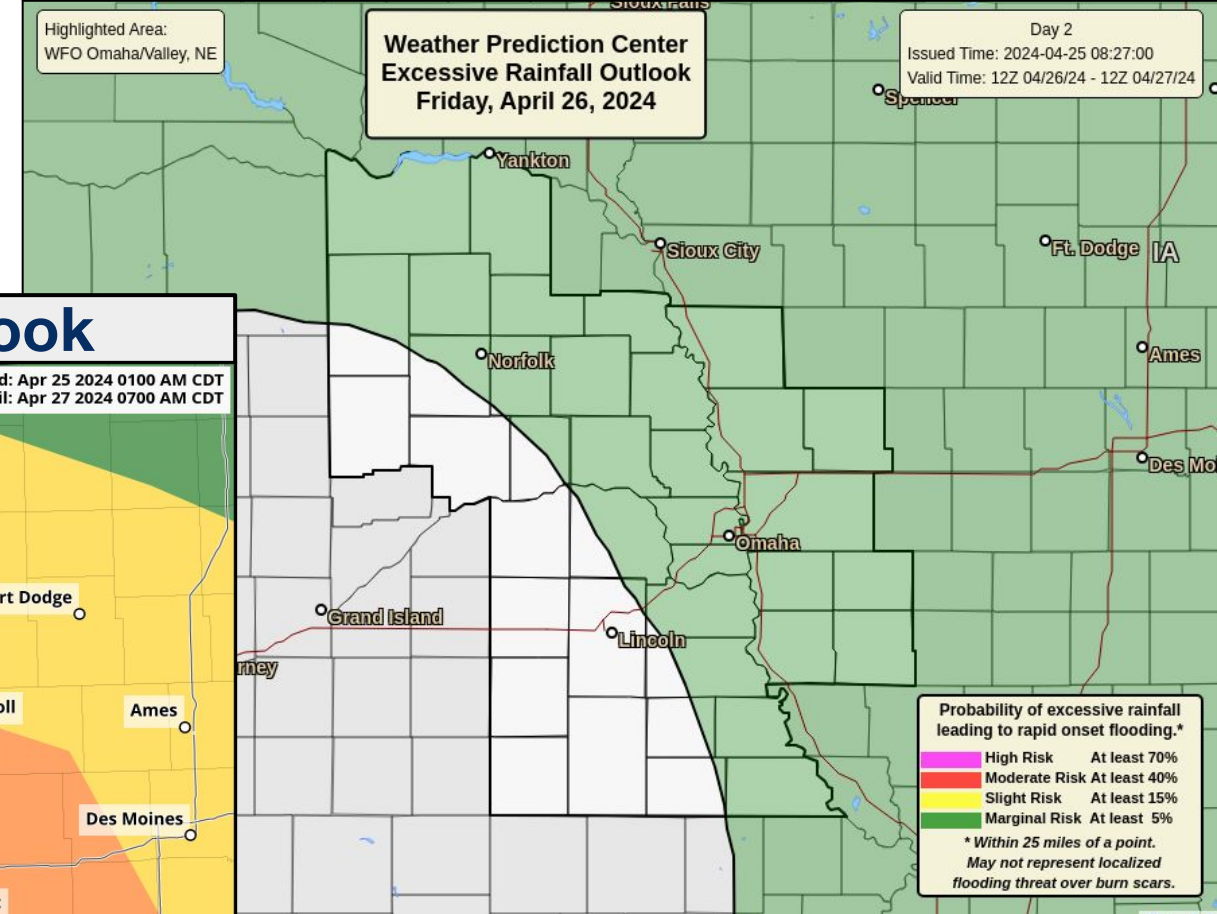 Sioux Falls
Highlighted Area:
WFO Omaha/Valley, NE
Weather Prediction Center
Excessive Rainfall Outlook
Friday, April 26, 2024
Day 2
Issued Time: 2024-04-25 08:27:00
Valid Time: 12Z 04/26/24 - 12Z 04/27/24
Spencer
Yankton
Sioux City
Ft. Dodge
IA
Norfolk
Ames
Des Moi
Omaha
Grand Island
Lincoln
rney
ook
d: Apr 25 2024 0100 AM CDT
il: Apr 27 2024 0700 AM CDT
rt Dodge
oll
Ames
Des Moines
Probability of excessive rainfall
leading to rapid onset flooding.*
High Risk At least 70%
Moderate Risk At least 40%
Slight Risk At least 15%
Marginal Risk At least 5%
* Within 25 miles of a point.
May not represent localized
flooding threat over burn scars.